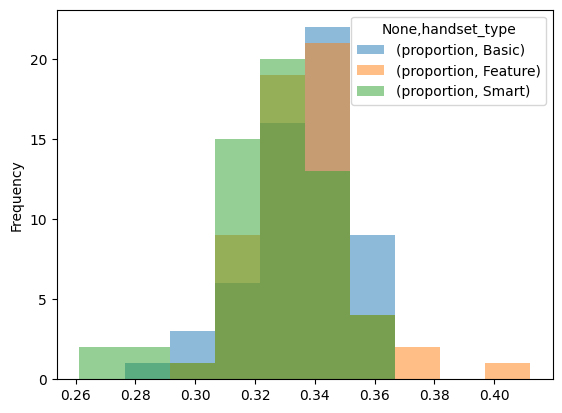 None,handset_type
(proportion, Basic)
(proportion, Feature)
(proportion, Smart)
Frequency
20
15
10
5
0
0.26 0.28 0.30 0.32 0.34 0.36 0.38 0.40